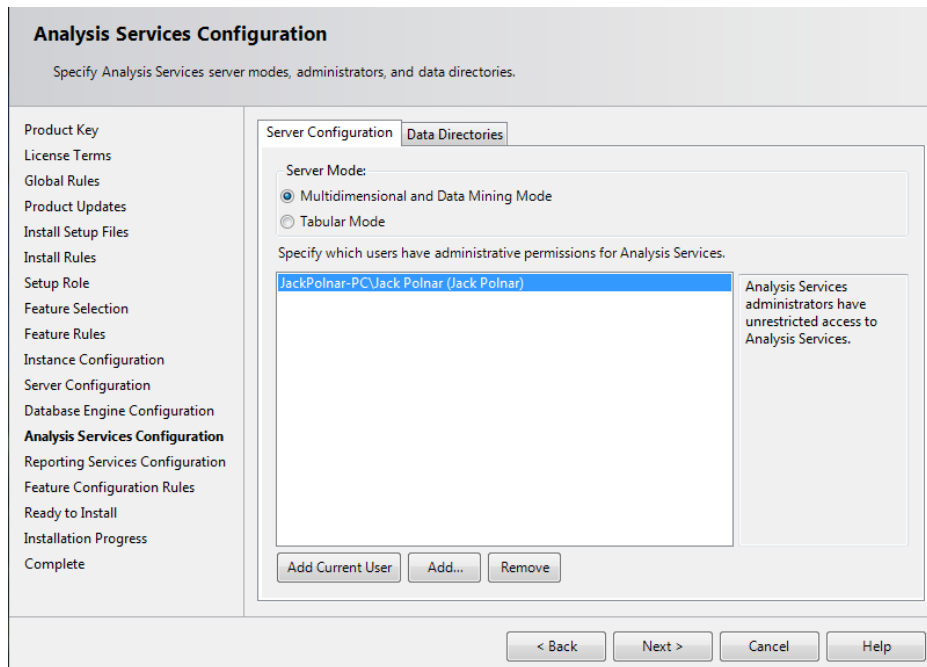 Analysis Services Configuration
Specify Analysis Services server modes, administrators, and data directories.
Product Key
License Terms
Global Rules
Product Updates
Install Setup Files
Install Rules
Setup Role
Feature Selection
Feature Rules
Instance Configuration
Server Configuration
Database Engine Configuration
Analysis Services Configuration
Reporting Services Configuration
Feature Configuration Rules
Ready to Install
Installation Progress
Complete
Server Configuration
Data Directories
Server Mode:
Multidimensional and Data Mining Mode
Tabular Mode
Specify which users have administrative permissions for Analysis Services.
JackPolnar-PC\Jack Polnar (Jack Polnar)
Analysis Services
administrators have
unrestricted access to
Analysis Services.
Add Current User
Add...
Remove
< Back
Next >
Cancel
Help